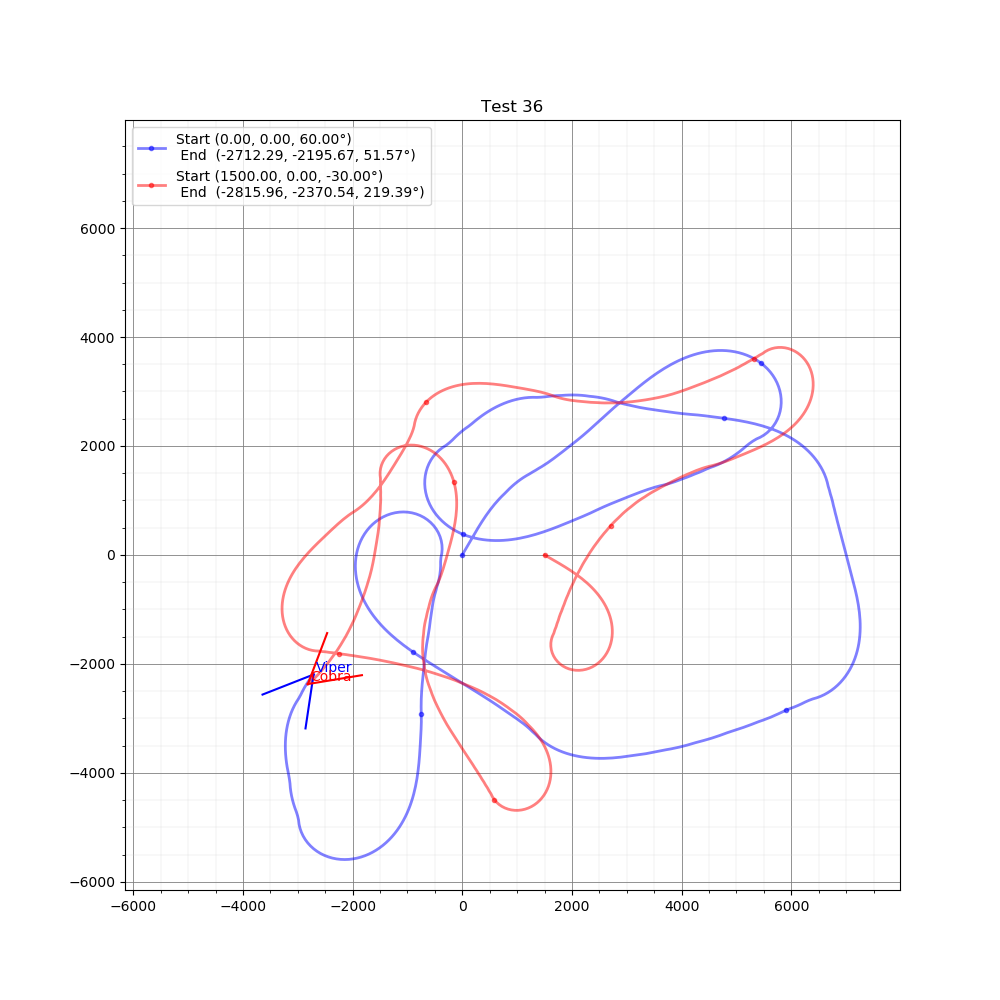 Test 36
Start (0.00, 0.00, 60.00°)
End  (-2712.29, -2195.67, 51.57°)
Start (1500.00, 0.00, -30.00°)
End  (-2815.96, -2370.54, 219.39°)
6000
4000
2000
0
−2000
−4000
−6000
Viper
Cobra
−6000 −4000 −2000 0 2000 4000 6000